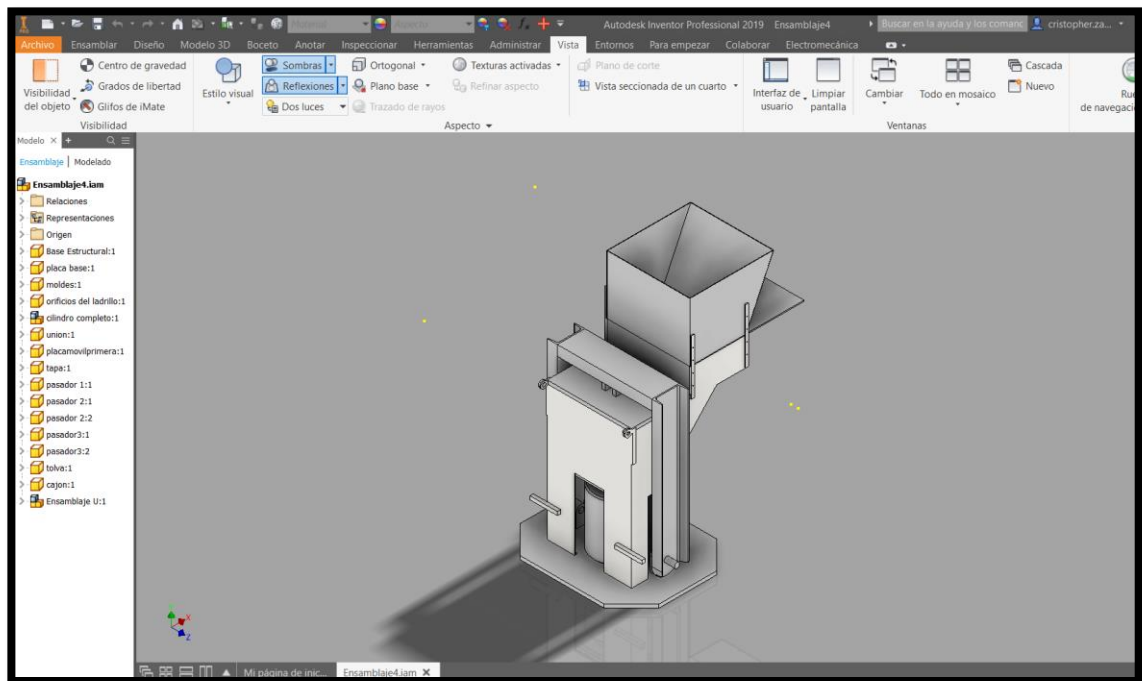 Autodesk Inventor Professional 2019 Ensamblaje4
Buscar en la ayuda y los comanc
cristopher.za...
Archivo Ensamblar Diseño Modelo 3D Boceto Anotar Inspeccionar Herramientas Administrar Vista Entornos Para empezar Colaborar Electromecánica
Visibilidad del objeto
Centro de gravedad
Grados de libertad
Glifos de iMate
Visibilidad
Estilo visual
Sombras
Reflexiones
Dos luces
Ortogonal
Plano base
Trazado de rayos
Texturas activadas
Refinar aspecto
Aspecto
Plano de corte
Vista seccionada de un cuarto
Interfaz de usuario
Limpiar pantalla
Cambiar
Todo en mosaico
Cascada
Nuevo
Ventanas
Rue
de navegaci
Modelo
Ensamblaje | Modelado
Ensamblaje4.iam
Relaciones
Representaciones
Origen
Base Estructural:1
placa base:1
moldes:1
orificios del ladrillo:1
cilindro completo:1
union:1
placamovilprimera:1
tapa:1
pasador 1:1
pasador 2:1
pasador 2:2
pasador3:1
pasador3:2
tolva:1
cajon:1
Ensamblaje U:1
X
Z
Mi página de inic...
Ensamblaje4.iam